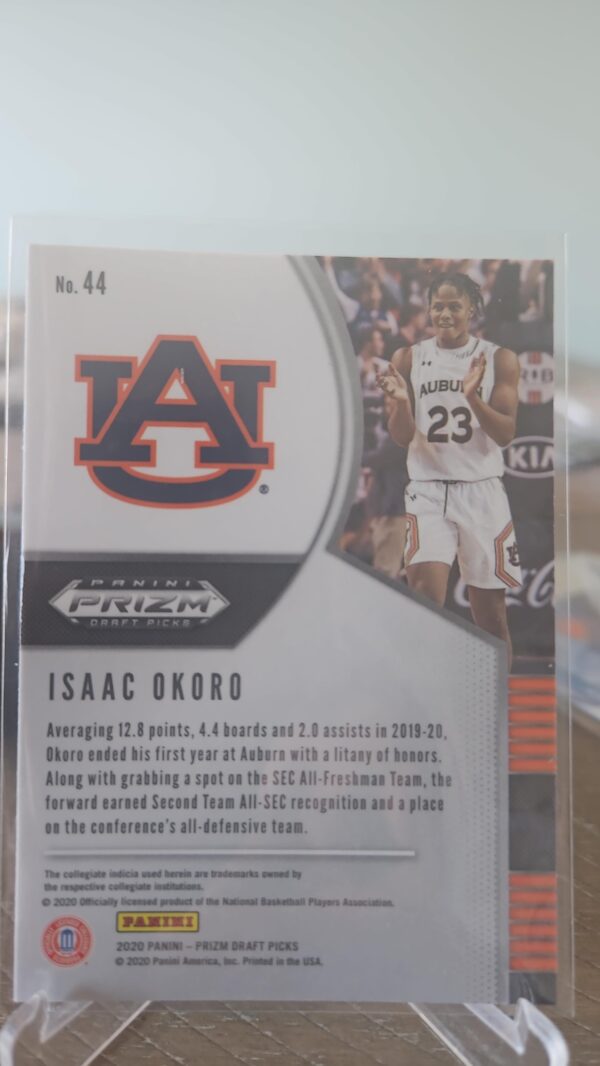 No. 44
AU
®
AUBURN
23
KIA
PANINI
PRIZM
DRAFT PICKS
ISAAC OKORO
Averaging 12.8 points, 4.4 boards and 2.0 assists in 2019-20,
Okoro ended his first year at Auburn with a litany of honors.
Along with grabbing a spot on the SEC All-Freshman Team, the
forward earned Second Team All-SEC recognition and a place
on the conference's all-defensive team.
The collegiate indicia used herein are trademarks owned by
the respective collegiate institutions.
© 2020 Officially licensed product of the National Basketball Players Association.
PANINI
2020 PANINI – PRIZM DRAFT PICKS
© 2020 Panini America, Inc. Printed in the USA.